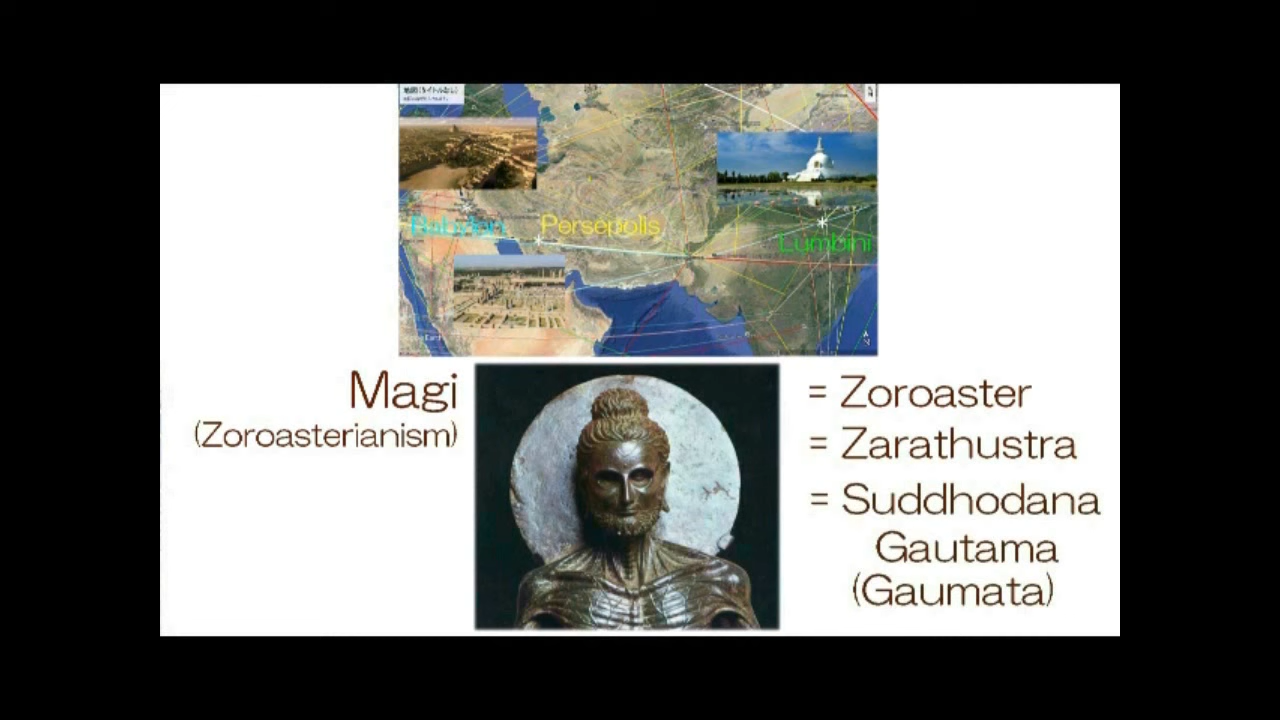 Babylon
Persepolis
Lumbini
Magi
(Zoroasterianism)
= Zoroaster
= Zarathustra
= Suddhodana
Gautama
(Gaumata)